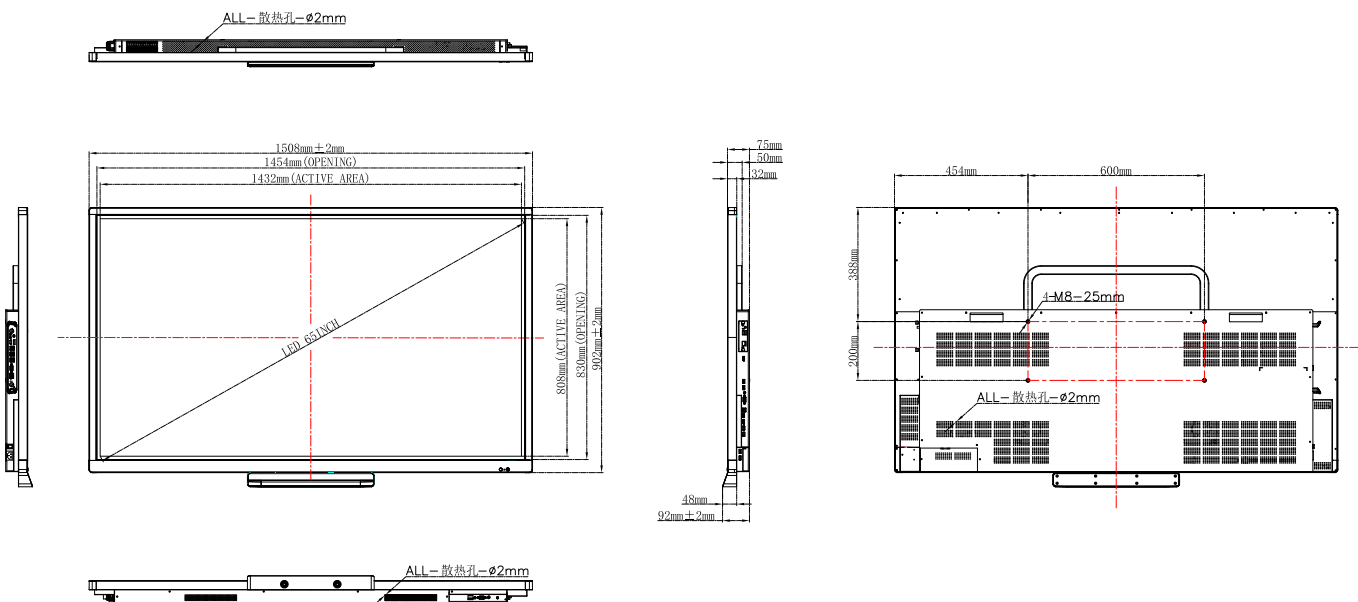 ALL-散热孔-ø2mm
1508mm±2mm
1454mm(OPENING)
1432mm(ACTIVE AREA)
LED 65INCH
808mm(ACTIVE AREA)
830mm(OPENING)
902mm±2mm
75mm
50mm
32mm
48mm
92mm±2mm
454mm
600mm
388mm
200mm
4-M8-25mm
ALL-散热孔-ø2mm
ALL-散热孔-ø2mm